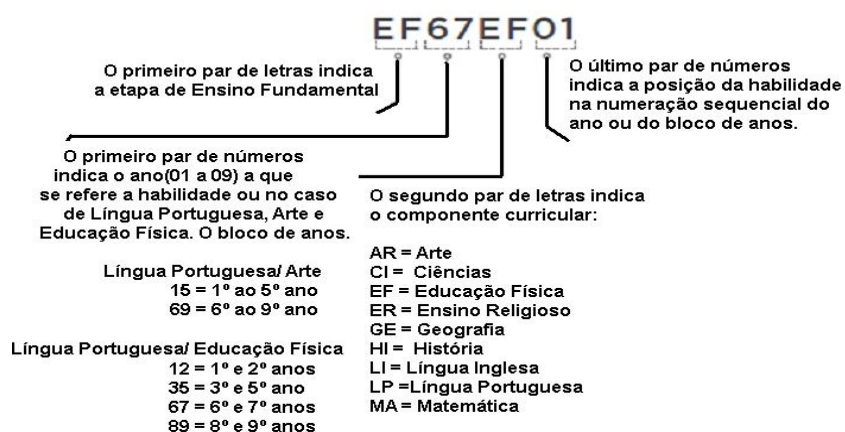 EF67EF01
O primeiro par de letras indica
a etapa de Ensino Fundamental
O último par de números
indica a posição da habilidade
na numeração sequencial do
ano ou do bloco de anos.
O primeiro par de números
indica o ano(01 a 09) a que
se refere a habilidade ou no caso
de Língua Portuguesa, Arte e
Educação Física. O bloco de anos.
Língua Portuguesa/ Arte
15 = 1º ao 5º ano
69 = 6º ao 9º ano
Língua Portuguesa/ Educação Física
12 = 1º e 2º anos
35 = 3º e 5º ano
67 = 6º e 7º anos
89 = 8º e 9º anos
O segundo par de letras indica
o componente curricular:
AR = Arte
CI = Ciências
EF = Educação Física
ER = Ensino Religioso
GE = Geografia
HI = História
LI = Língua Inglesa
LP =Língua Portuguesa
MA = Matemática